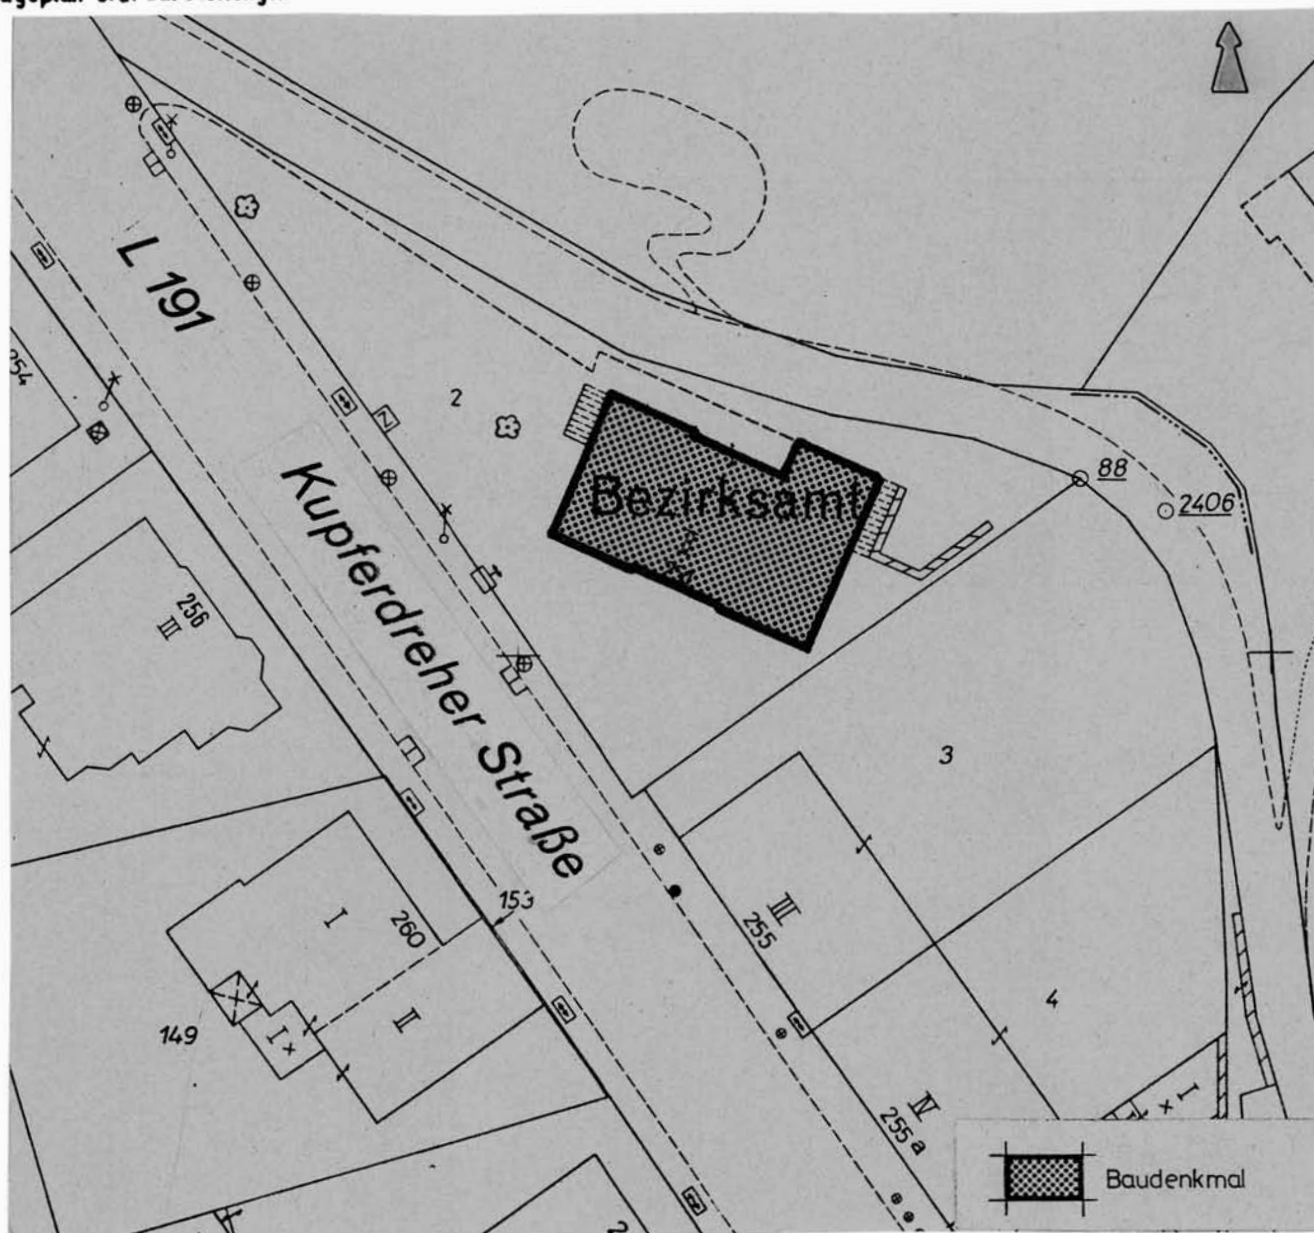 L 191
254
2
Kupferdreher Straße
Bezirksamt
88
2406
256
III
3
153
I
260
II
149
I x
III
255
4
IV
255 a
I x
Baudenkmal